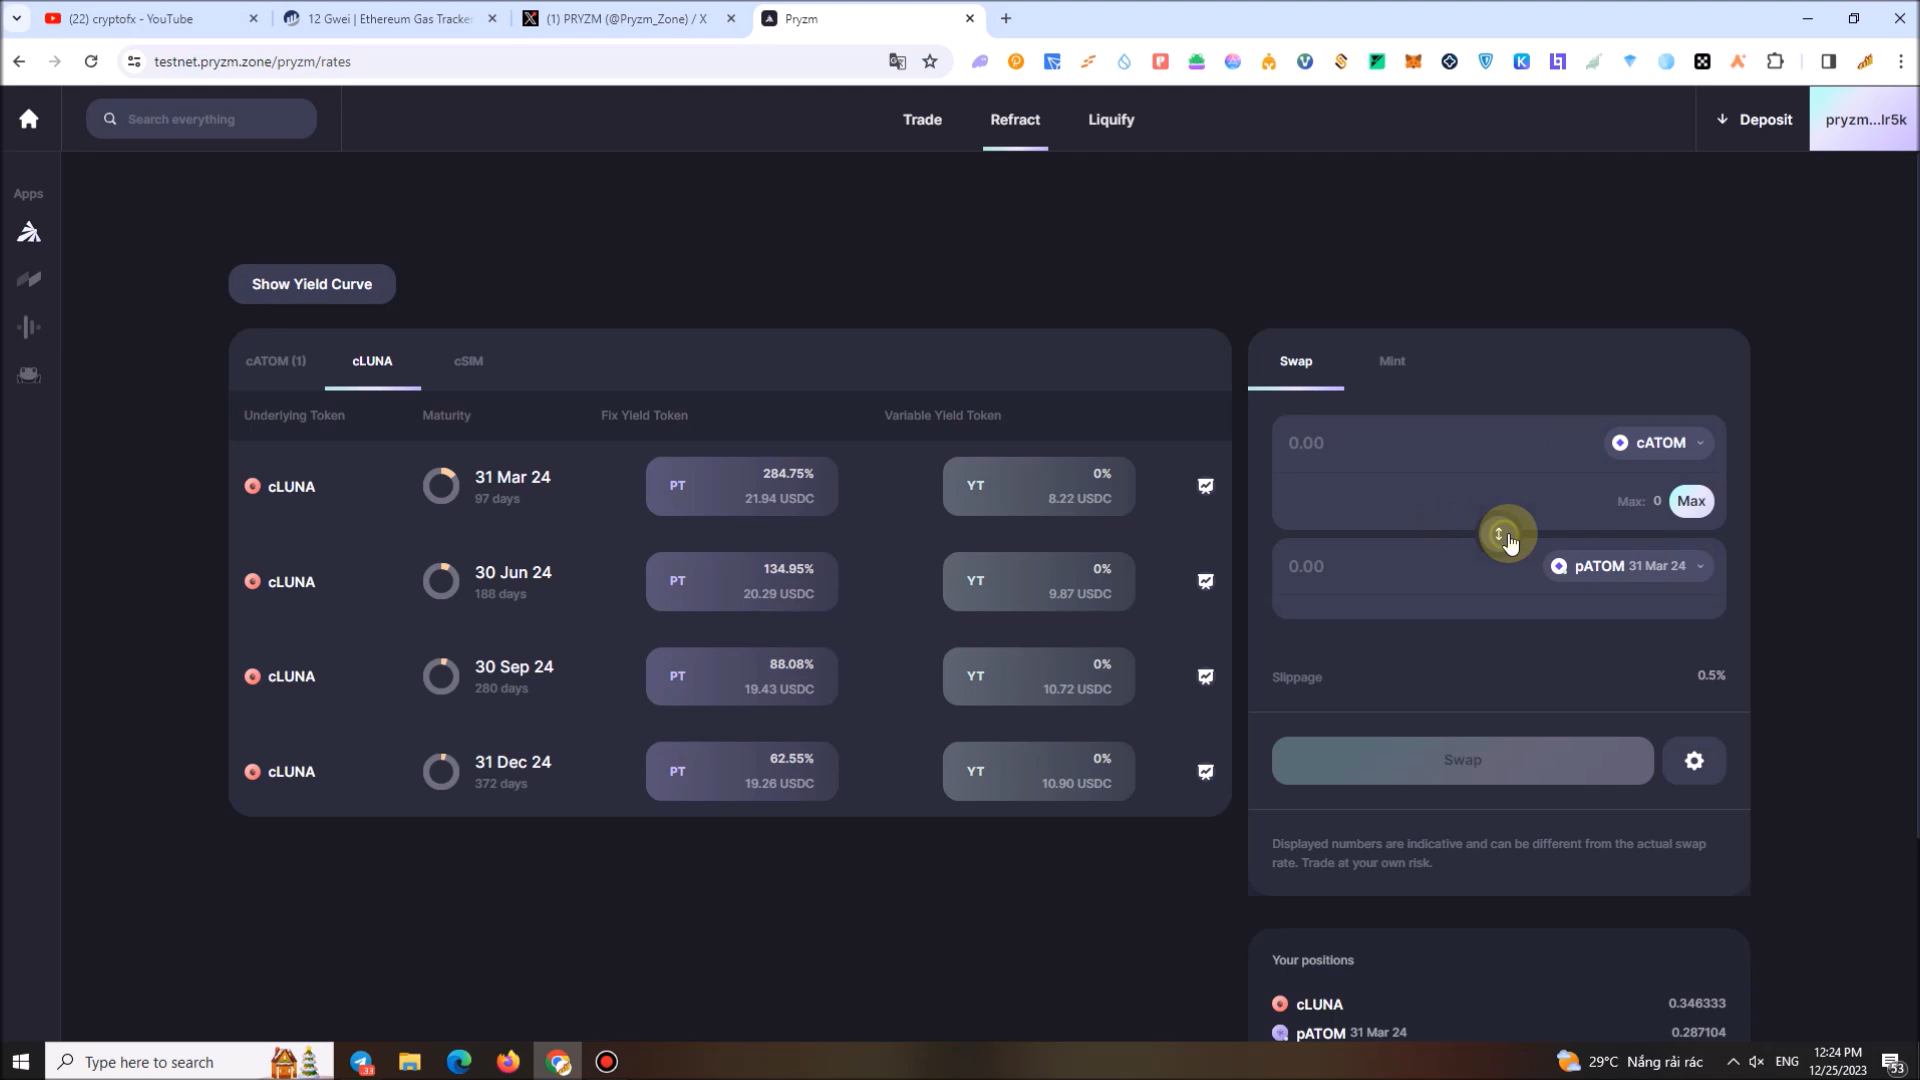 (22) cryptofx - YouTube
12 Gwei | Ethereum Gas Tracker
(1) PRYZM (@Pryzm_Zone) / X
Pryzm
testnet.pryzm.zone/pryzm/rates
Search everything
Trade
Refract
Liquify
Deposit
pryzm...lr5k
Apps
Show Yield Curve
cATOM (1)
cLUNA
cSIM
Underlying Token
Maturity
Fix Yield Token
Variable Yield Token
cLUNA
31 Mar 24
97 days
PT
284.75%
21.94 USDC
YT
0%
8.22 USDC
cLUNA
30 Jun 24
188 days
PT
134.95%
20.29 USDC
YT
0%
9.87 USDC
cLUNA
30 Sep 24
280 days
PT
88.08%
19.43 USDC
YT
0%
10.72 USDC
cLUNA
31 Dec 24
372 days
PT
62.55%
19.26 USDC
YT
0%
10.90 USDC
Swap
Mint
0.00
cATOM
Max: 0
Max
0.00
pATOM 31 Mar 24
Slippage
0.5%
Swap
Displayed numbers are indicative and can be different from the actual swap
rate. Trade at your own risk.
Your positions
cLUNA
0.346333
pATOM 31 Mar 24
0.287104
Type here to search
33
29°C Nắng rải rác
ENG
12:24 PM
12/25/2023
53